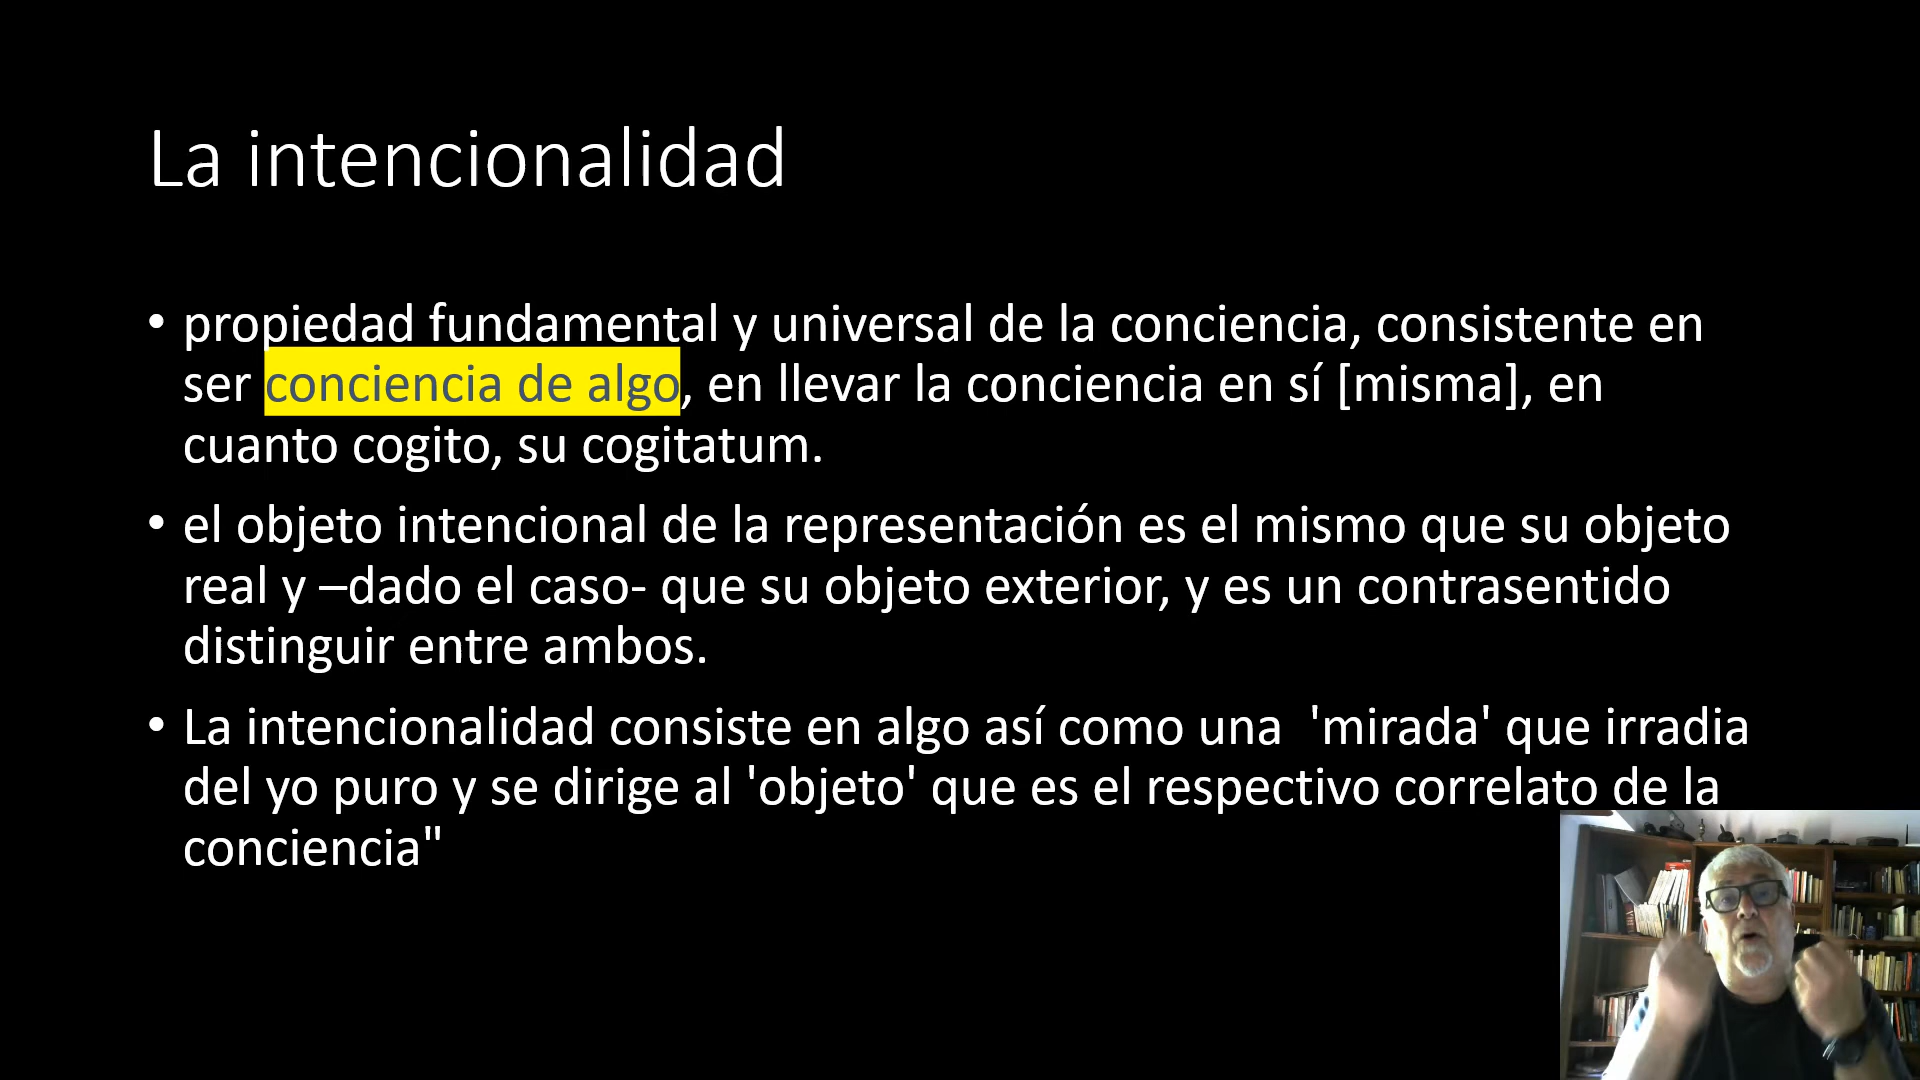 La intencionalidad
• propiedad fundamental y universal de la conciencia, consistente en
ser conciencia de algo, en llevar la conciencia en sí [misma], en
cuanto cogito, su cogitatum.
• el objeto intencional de la representación es el mismo que su objeto
real y –dado el caso- que su objeto exterior, y es un contrasentido
distinguir entre ambos.
• La intencionalidad consiste en algo así como una  'mirada' que irradia
del yo puro y se dirige al 'objeto' que es el respectivo correlato de la
conciencia"